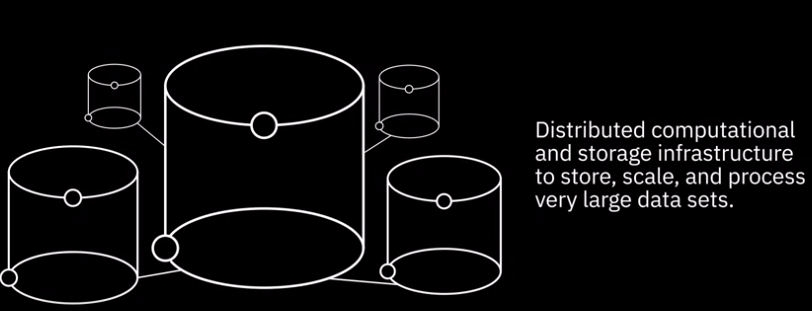 Distributed computational
and storage infrastructure
to store, scale, and process
very large data sets.